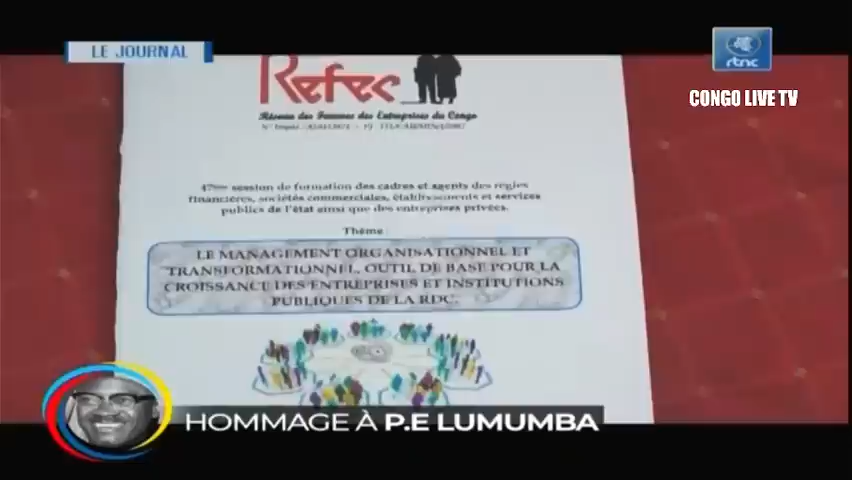 LE JOURNAL
rtnc
CONGO LIVE TV
Refec
Réseau des Femmes des Entreprises du Congo
47ème session de formation des cadres et agents des régies
financières, sociétés commerciales, établissements et services
publics de l'état ainsi que des entreprises privées.
Thème :
LE MANAGEMENT ORGANISATIONNEL ET
TRANSFORMATIONNEL, OUTIL DE BASE POUR LA
CROISSANCE DES ENTREPRISES ET INSTITUTIONS
PUBLIQUES DE LA RDC.
HOMMAGE À P.E LUMUMBA